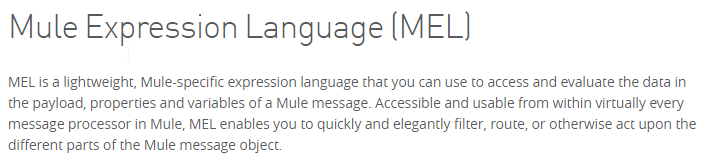 Mule Expression Language (MEL)
MEL is a lightweight, Mule-specific expression language that you can use to access and evaluate the data in
the payload, properties and variables of a Mule message. Accessible and usable from within virtually every
message processor in Mule, MEL enables you to quickly and elegantly filter, route, or otherwise act upon the
different parts of the Mule message object.